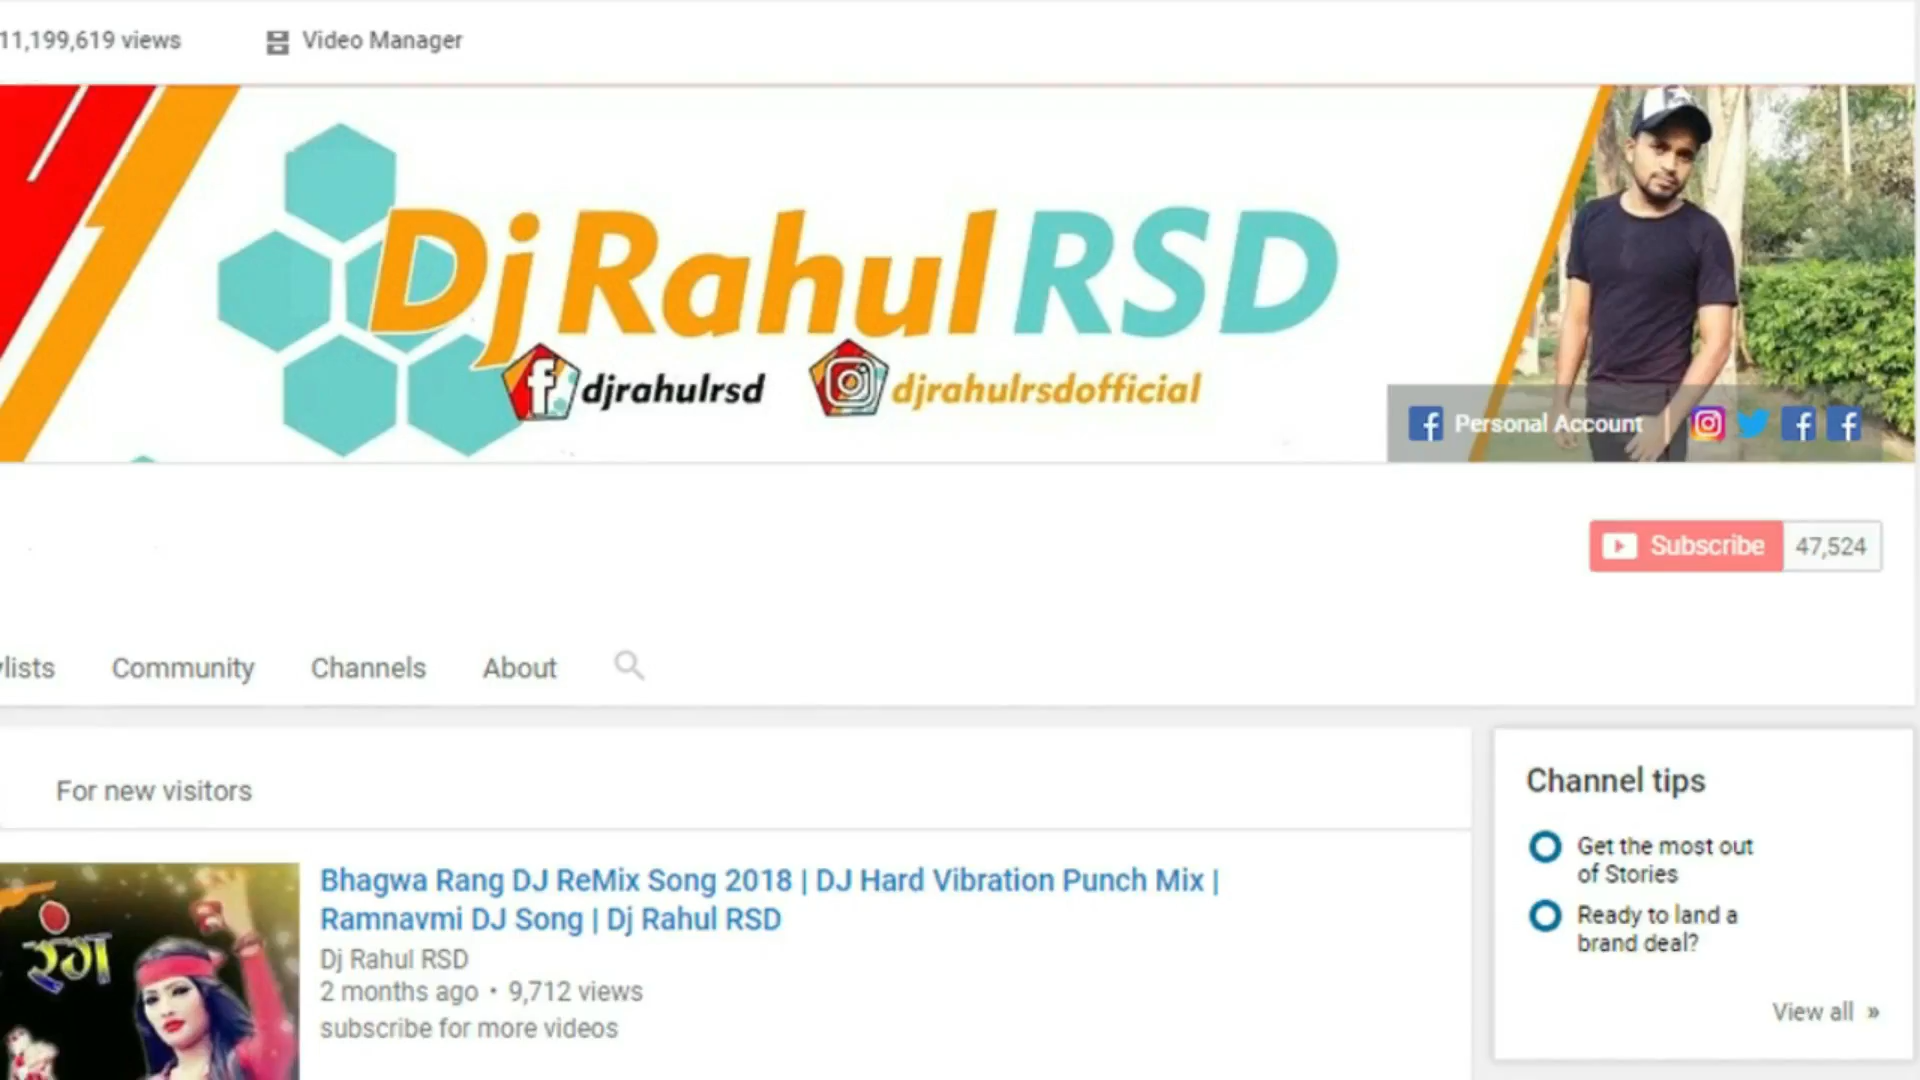 11,199,619 views Video Manager
Dj Rahul RSD
djrahulrsd djrahulrsdofficial
Personal Account
Subscribe 47,524
Community Channels About
For new visitors
Bhagwa Rang DJ ReMix Song 2018 | DJ Hard Vibration Punch Mix |
Ramnavmi DJ Song | Dj Rahul RSD
Dj Rahul RSD
2 months ago • 9,712 views
subscribe for more videos
रंग
Channel tips
Get the most out
of Stories
Ready to land a
brand deal?
View all »